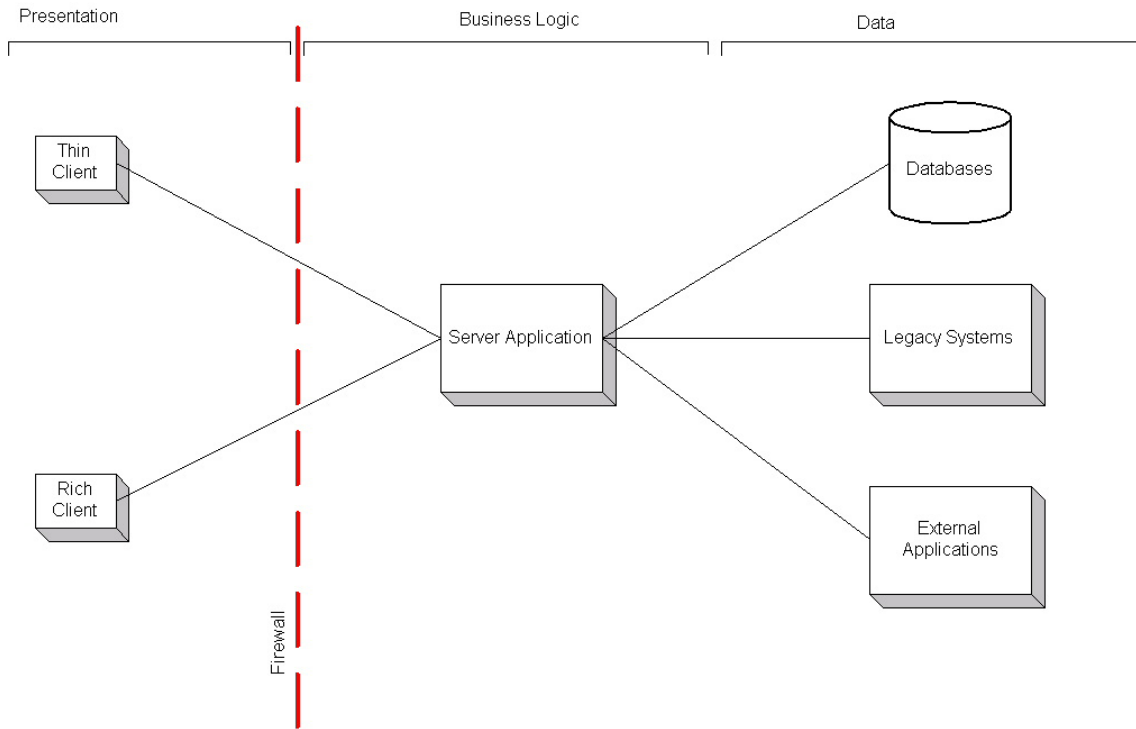 Presentation
Business Logic
Data
Thin
Client
Databases
Server Application
Legacy Systems
Rich
Client
External
Applications
Firewall